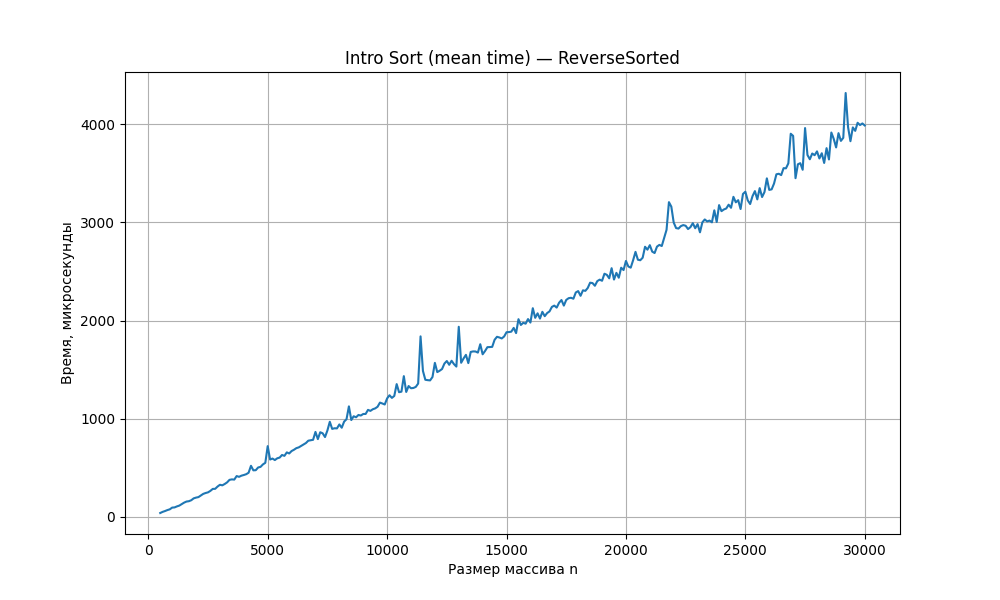 Intro Sort (mean time) — ReverseSorted
Время, микросекунды
4000
3000
2000
1000
0
0 5000 10000 15000 20000 25000 30000
Размер массива n